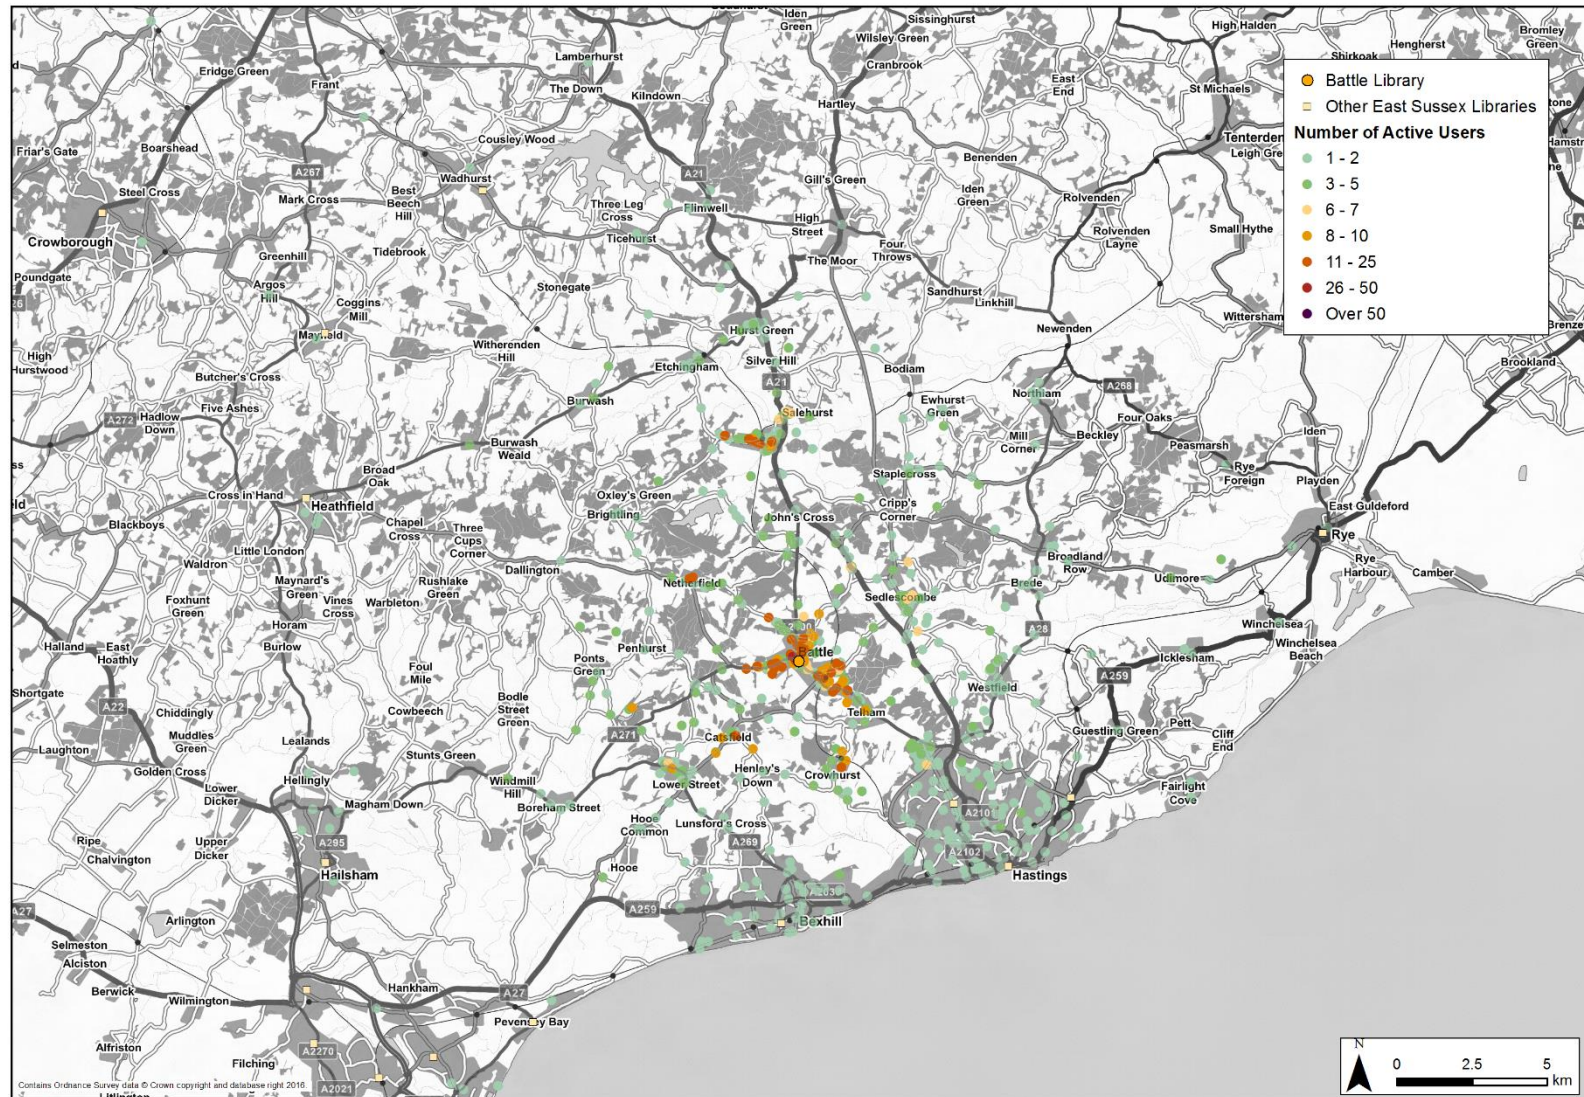 Iden
Green
Sissinghurst
High Halden
Bromley
Green
Wilsley Green
Hengherst
Shirkoak
Eridge Green
Lamberhurst
Cranbrook
Frant
The Down
Kilndown
East
End
St Michaels
Hartley
Battle Library
Other East Sussex Libraries
Number of Active Users
1 - 2
3 - 5
6 - 7
8 - 10
11 - 25
26 - 50
Over 50
Friar's Gate
Boarshead
Cousley Wood
Tenterden
A267
Wadhurst
A21
Gill's Green
Benenden
Steel Cross
Mark Cross
Best
Beech
Hill
Three Leg
Cross
Flimwell
Iden
Green
Rolvenden
High
Street
Crowborough
Tidebrook
Ticehurst
Four
Throws
Rolvenden
Layne
Small Hythe
Poundgate
Greenhill
The Moor
Argos
Hill
Coggins
Mill
Stonegate
Sandhurst
Linkhill
Mayfield
Witherenden
Hill
Hurst Green
Newenden
Wittersham
High
Hurstwood
Silver Hill
Brookland
Butcher's Cross
Etchingham
A21
Bodiam
A268
Five Ashes
Burwash
Ewhurst
Green
Northiam
A272
Hadlow
Down
Salehurst
Four Oaks
Burwash
Weald
Mill
Corner
Beckley
Peasmarsh
Iden
Broad
Oak
Staplecross
Rye
Foreign
Playden
Cross in Hand
Heathfield
Oxley's Green
Cripp's
Corner
East Guldeford
Blackboys
Chapel
Cross
Three
Cups
Corner
Brightling
John's Cross
Rye
Little London
Waldron
Dallington
Broadland
Row
Rye
Harbour
Camber
Maynard's
Green
Rushlake
Green
Netherfield
Brede
Udimore
Foxhunt
Green
Vines
Cross
Warbleton
Sedlescombe
Horam
A28
Winchelsea
Halland
East
Hoathly
Burlow
Penhurst
Battle
Winchelsea
Beach
Foul
Mile
Ponts
Green
Icklesham
Shortgate
A259
Bodle
Street
Green
Westfield
A22
Chiddingly
Cowbeech
Telham
Pett
Muddles
Green
Lealands
A271
Catsfield
Guestling Green
Cliff
End
Laughton
Stunts Green
Golden Cross
Hellingly
Windmill
Hill
Lower Street
Henley's
Down
Crowhurst
Fairlight
Cove
Lower
Dicker
Magham Down
Boreham Street
A210
Hooe
Common
Lunsford's Cross
Ripe
Upper
Dicker
A295
A269
A2102
Chalvington
Hailsham
Hooe
Hastings
A27
Arlington
A259
Bexhill
Selmeston
Alciston
Berwick
Wilmington
Hankham
A27
Pevensey Bay
Alfriston
A2270
Filching
A2021
Contains Ordnance Survey data © Crown copyright and database right 2016.
N
0 2.5 5
km